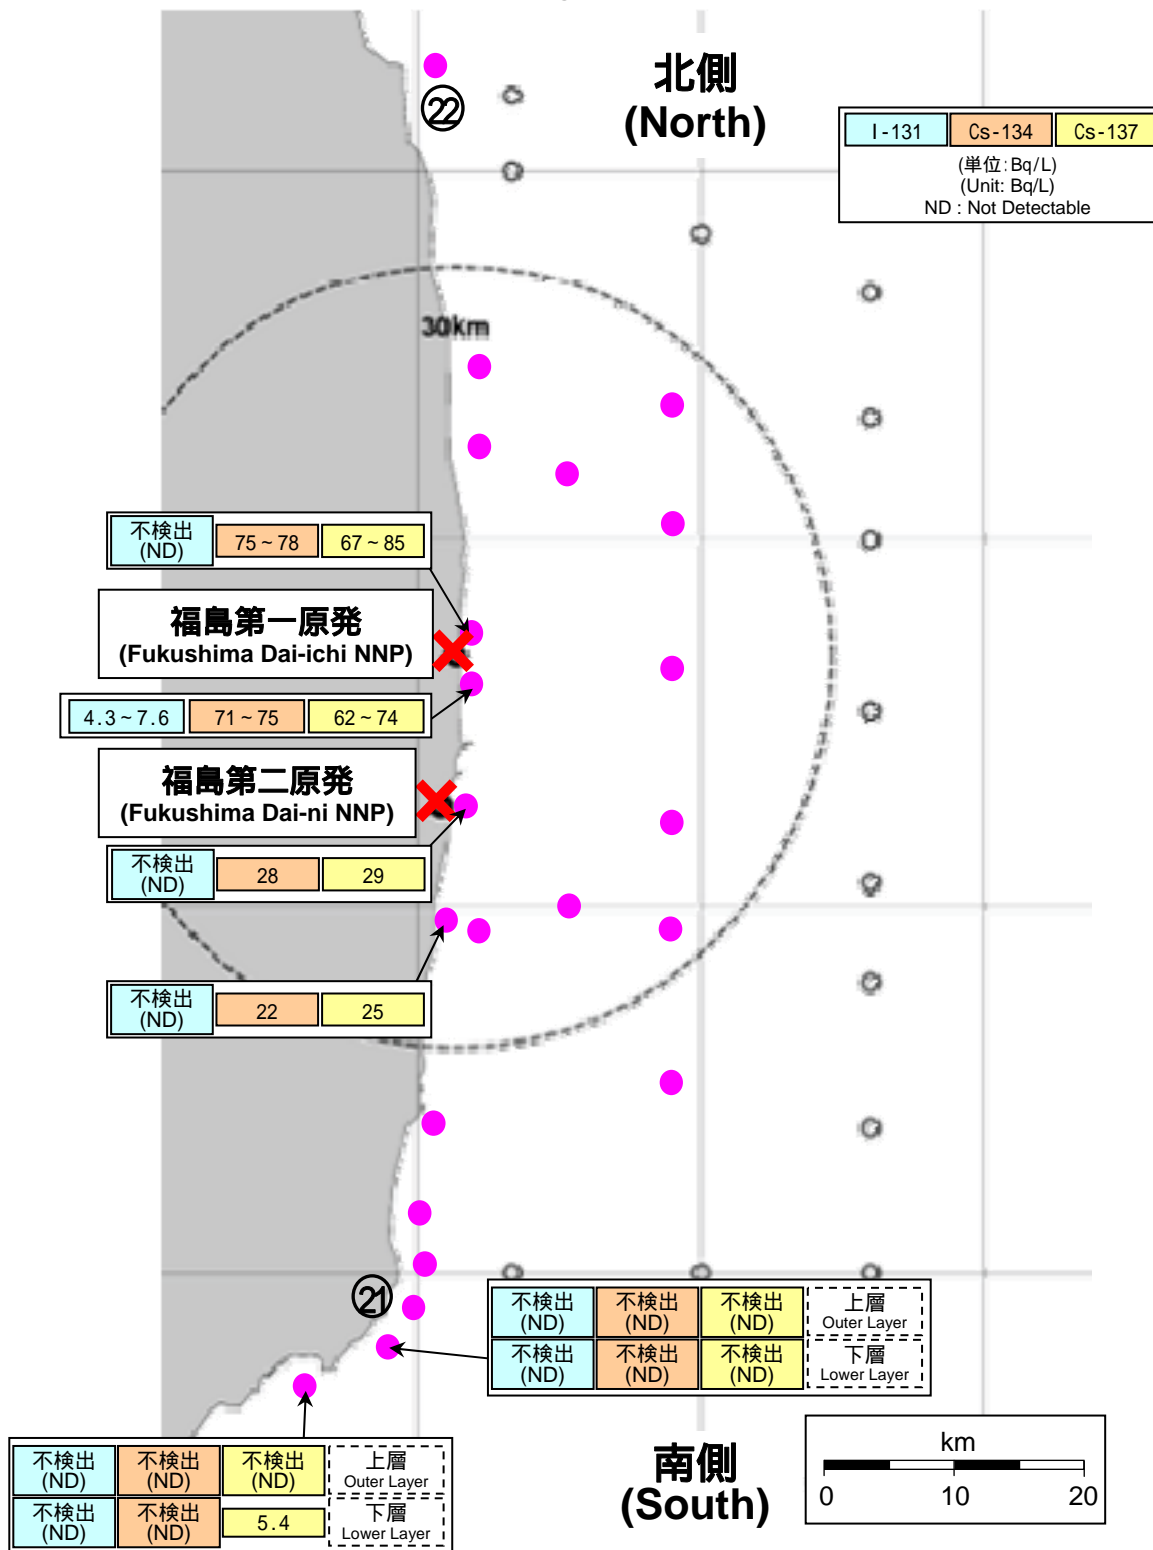 北側
(North)
㉒
I-131 Cs-134 Cs-137
(単位:Bq/L)
(Unit: Bq/L)
ND : Not Detectable
30km
不検出 75~78 67~85
(ND)
福島第一原発
(Fukushima Dai-ichi NNP)
4.3~7.6 71~75 62~74
福島第二原発
(Fukushima Dai-ni NNP)
不検出 28 29
(ND)
不検出 22 25
(ND)
㉑
不検出 不検出 不検出 上層
(ND) (ND) (ND) Outer Layer
不検出 不検出 不検出 下層
(ND) (ND) (ND) Lower Layer
不検出 不検出 不検出 上層
(ND) (ND) (ND) Outer Layer
不検出 不検出 5.4 下層
(ND) (ND) Lower Layer
南側
(South)
km
0 10 20